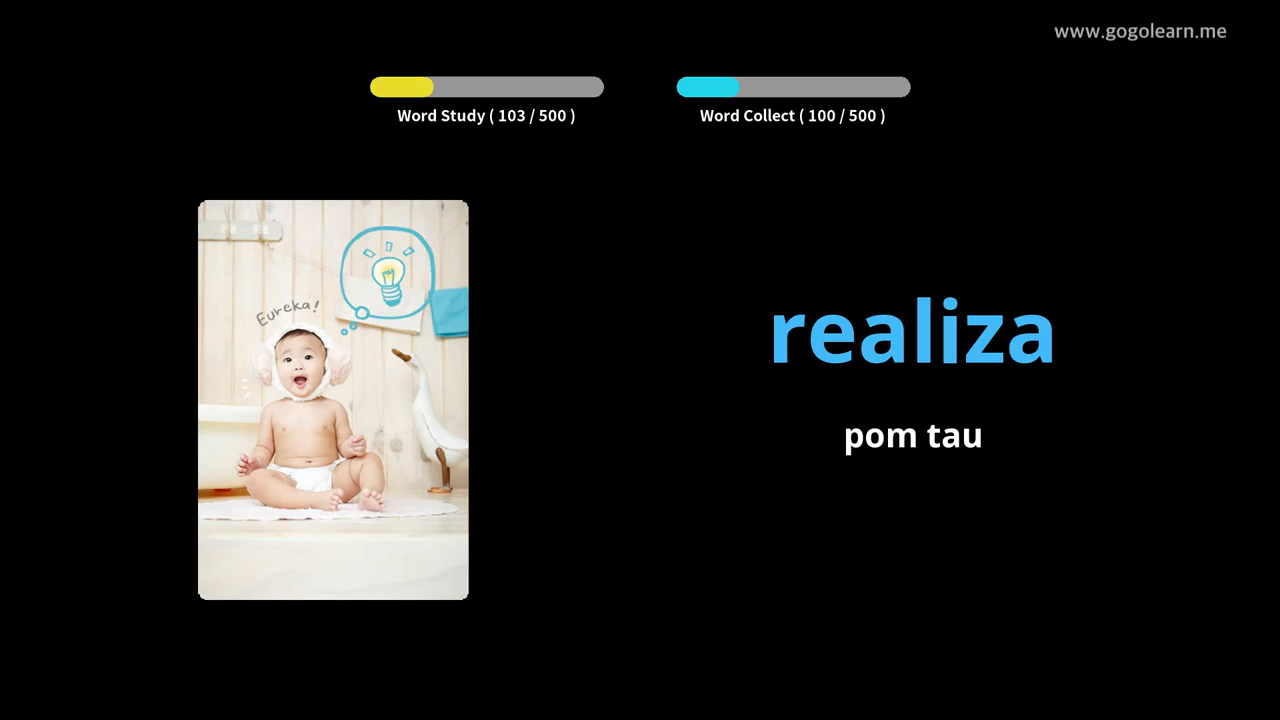 www.gogolearn.me
Word Study ( 103 / 500 )
Word Collect ( 100 / 500 )
Eureka!
realiza
pom tau